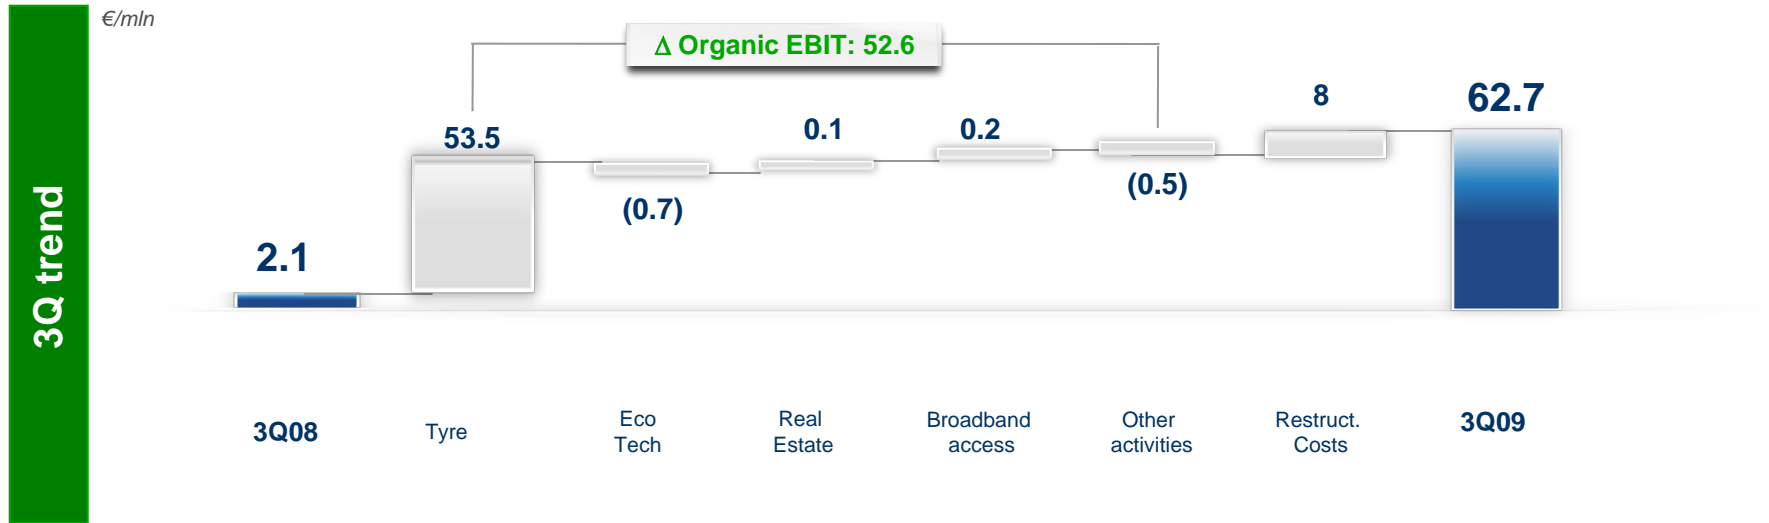 €/mln
3Q trend
Δ Organic EBIT: 52.6
2.1
53.5
(0.7)
0.1
0.2
(0.5)
8
62.7
3Q08
Tyre
Eco
Tech
Real
Estate
Broadband
access
Other
activities
Restruct.
Costs
3Q09